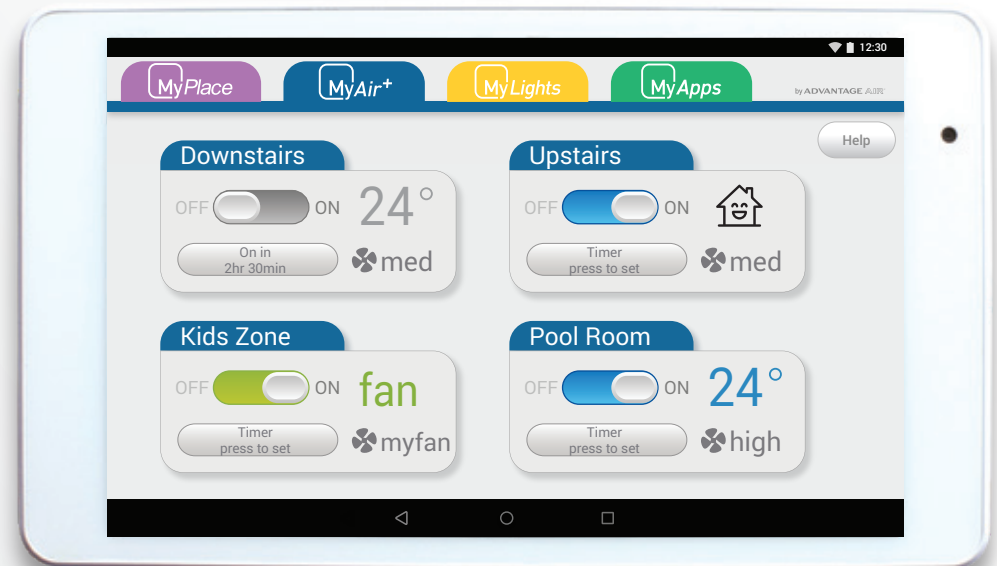 12:30
MyPlace
MyAir+
MyLights
MyApps
by ADVANTAGE AIR
Help
Downstairs
OFF ON 24°
On in
2hr 30min
med
Upstairs
OFF ON
Timer
press to set
med
Kids Zone
OFF ON fan
Timer
press to set
myfan
Pool Room
OFF ON 24°
Timer
press to set
high